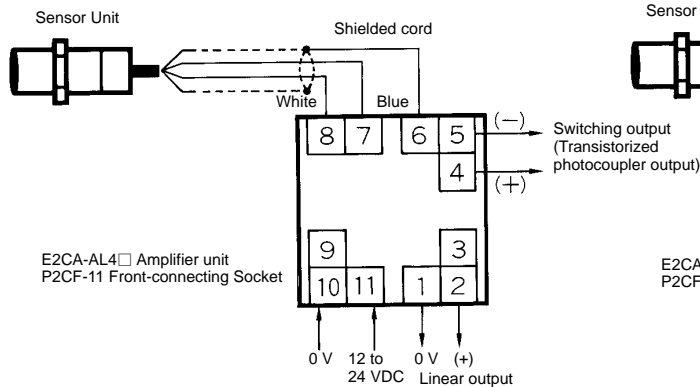 Sensor Unit
Sensor
Shielded cord
White
Blue
8 7 6 5
(−)
4
(+)
Switching output
(Transistorized
photocoupler output)
9
3
10 11 1 2
E2CA-AL4□ Amplifier unit
P2CF-11 Front-connecting Socket
E2CA
P2CF
0 V
12 to
24 VDC
0 V
(+)
Linear output